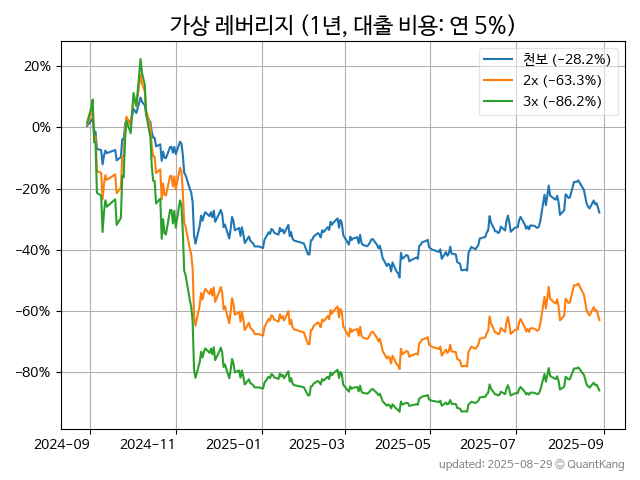 가상 레버리지 (1년, 대출 비용: 연 5%)
천보 (-28.2%)
2x (-63.3%)
3x (-86.2%)
20%
0%
−20%
−40%
−60%
−80%
2024-09
2024-11
2025-01
2025-03
2025-05
2025-07
2025-09
updated: 2025-08-29 © QuantKang